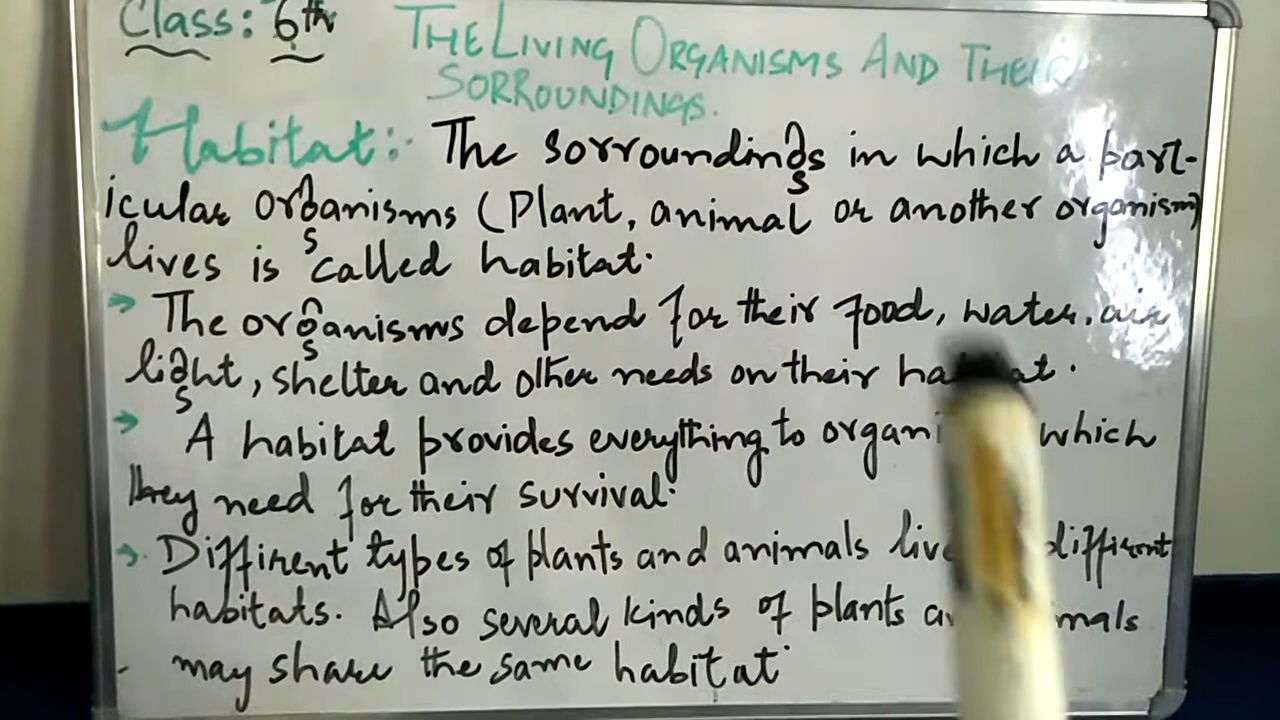 Class: 6th
THE LIVING ORGANISMS AND THEIR
SORROUNDINGS.
Habitat:- The sorroundings in which a part-
icular organisms (Plant, animal or another organism)
lives is called habitat.
→ The organisms depend for their food, water, air
light, shelter and other needs on their
→ A habitat provides everything to which
they need for their survival.
→ Diffirent types of plants and animals diffirent
habitats. Also several kinds of plants
may share the same habitat.